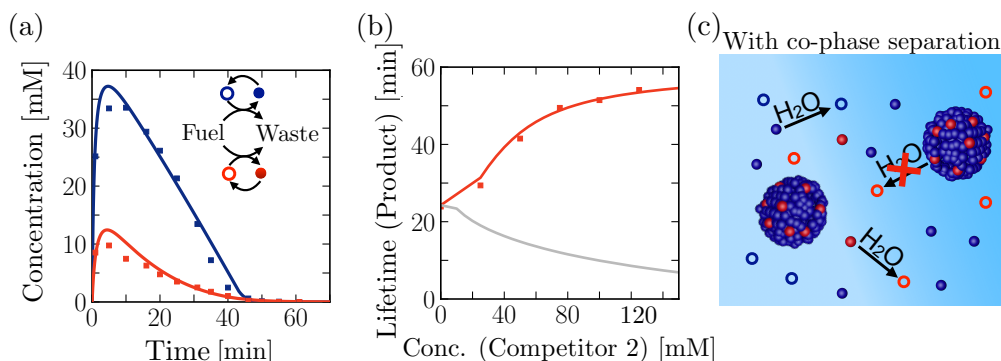 (a)
Concentration [mM]
40
30
20
10
0
0 20 40 60
Time [min]
Fuel Waste
(b)
Lifetime (Product) [min]
60
40
20
0
0 40 80 120
Conc. (Competitor 2) [mM]
(c)
With co-phase separation
H₂O
H₂O
H₂O